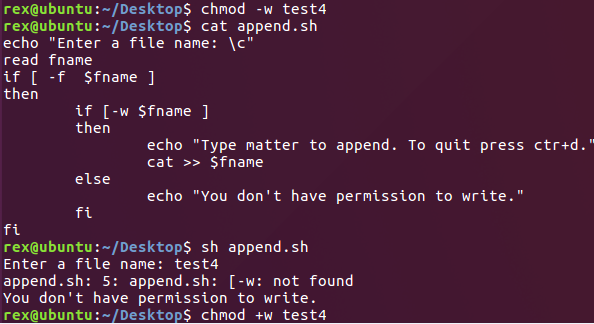 rex@ubuntu:~/Desktop$ chmod -w test4
rex@ubuntu:~/Desktop$ cat append.sh
echo "Enter a file name: \c"
read fname
if [ -f  $fname ]
then
        if [-w $fname ]
        then
                echo "Type matter to append. To quit press ctr+d."
                cat >> $fname
        else
                echo "You don't have permission to write."
        fi
fi
rex@ubuntu:~/Desktop$ sh append.sh
Enter a file name: test4
append.sh: 5: append.sh: [-w: not found
You don't have permission to write.
rex@ubuntu:~/Desktop$ chmod +w test4